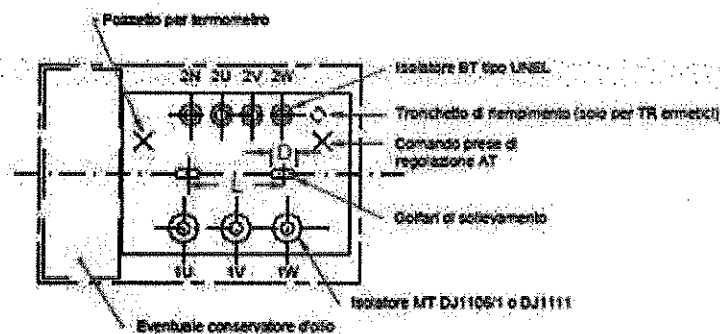 Pozzetto per termometro
2N 2U 2V 2W
Isolatore BT tipo UNEL
Tronchetto di riempimento (solo per TR ermetici)
Comando prese di
regolazione AT
D
L
Golfari di sollevamento
1U 1V 1W
Isolatore MT DJ1106/1 o DJ1111
Eventuale conservatore d'olio